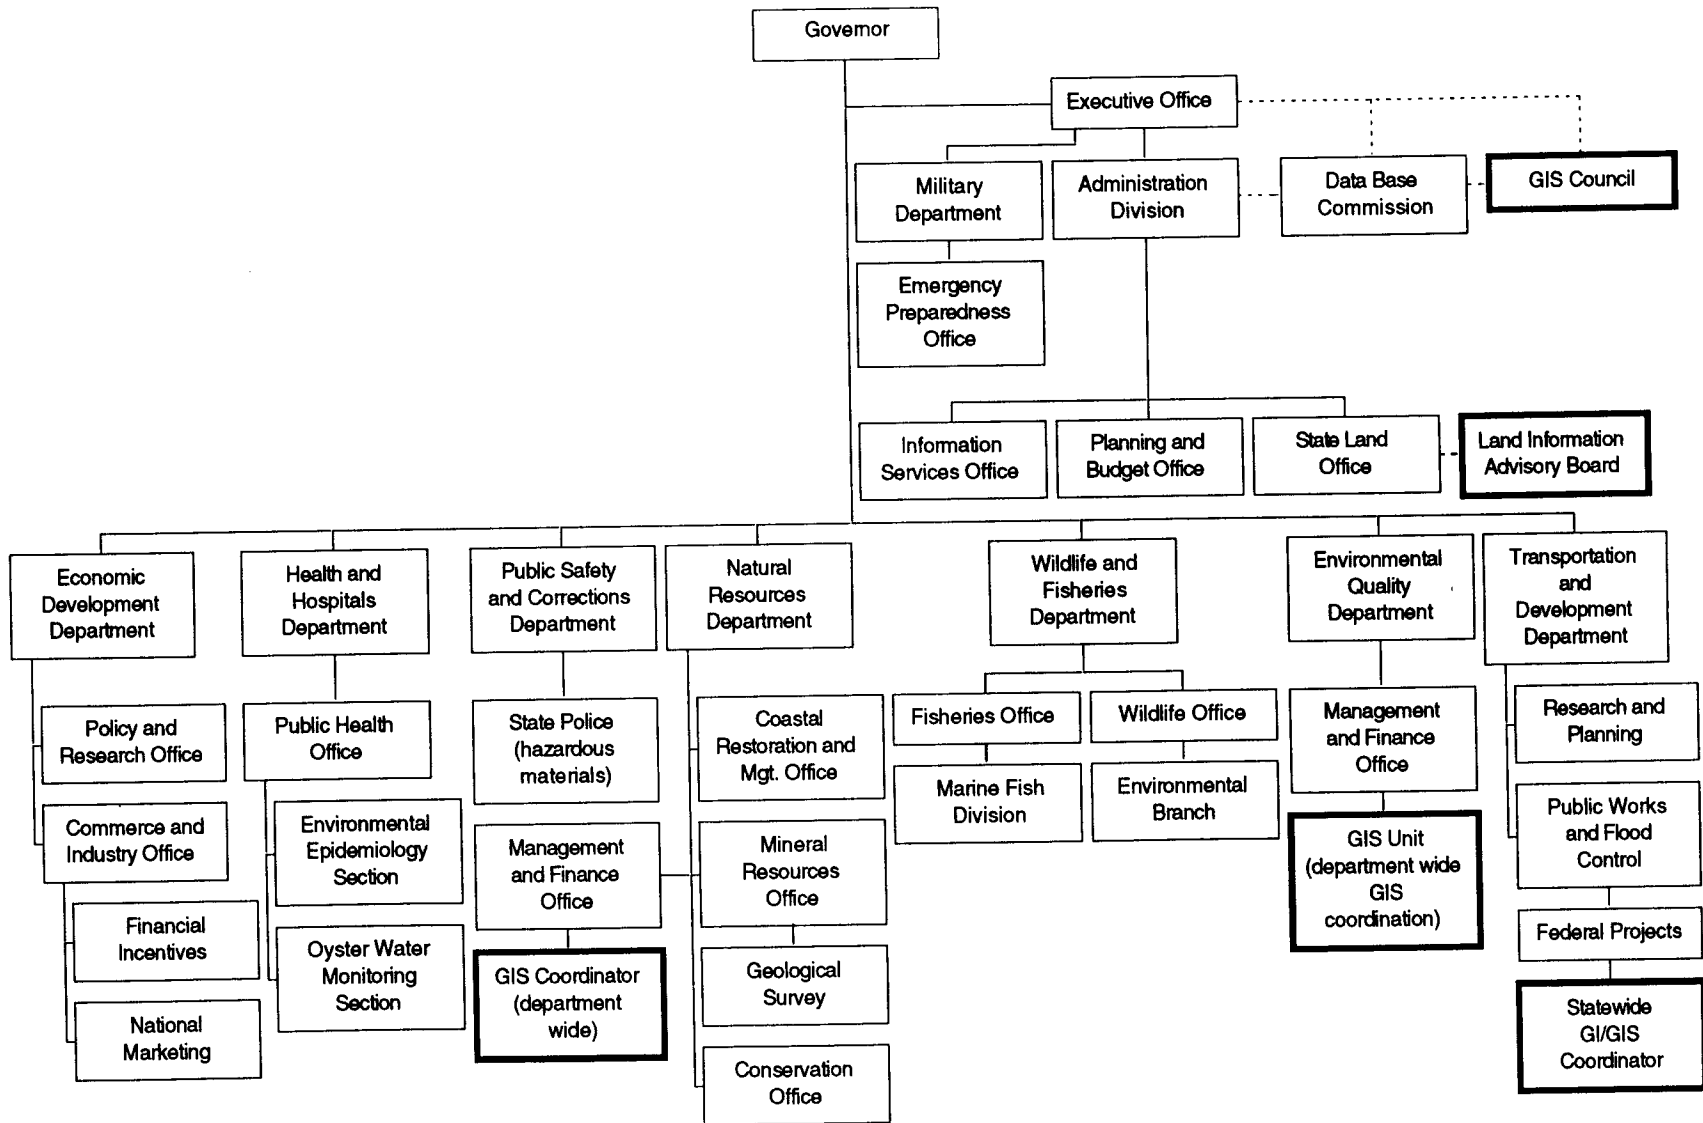 Governor
Executive Office
Military
Department
Administration
Division
Data Base
Commission
GIS Council
Emergency
Preparedness
Office
Information
Services Office
Planning and
Budget Office
State Land
Office
Land Information
Advisory Board
Economic
Development
Department
Health and
Hospitals
Department
Public Safety
and Corrections
Department
Natural
Resources
Department
Wildlife and
Fisheries
Department
Environmental
Quality
Department
Transportation
and
Development
Department
Policy and
Research Office
Public Health
Office
State Police
(hazardous
materials)
Coastal
Restoration and
Mgt. Office
Fisheries Office
Wildlife Office
Management
and Finance
Office
Research and
Planning
Commerce and
Industry Office
Environmental
Epidemiology
Section
Management
and Finance
Office
Mineral
Resources
Office
Marine Fish
Division
Environmental
Branch
GIS Unit
(department wide
GIS
coordination)
Public Works
and Flood
Control
Financial
Incentives
Oyster Water
Monitoring
Section
GIS Coordinator
(department
wide)
Geological
Survey
Federal Projects
National
Marketing
Conservation
Office
Statewide
GI/GIS
Coordinator